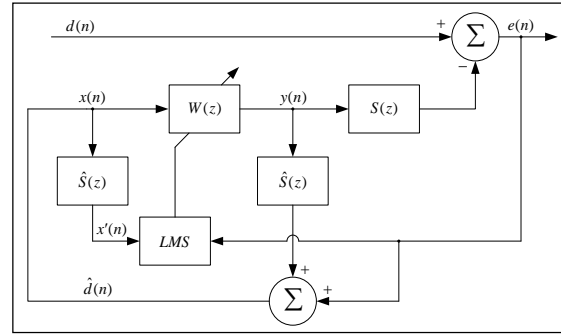 d(n)
+
Σ
e(n)
−
x(n)
W(z)
y(n)
S(z)
Ŝ(z)
Ŝ(z)
x′(n)
LMS
d̂(n)
+
+
Σ